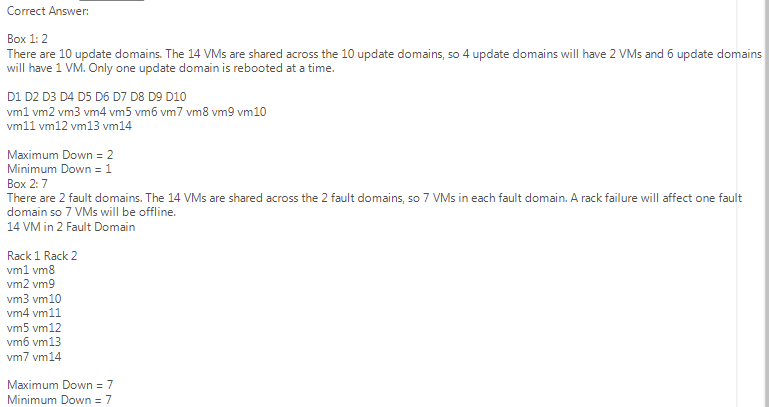 Correct Answer:
Box 1: 2
There are 10 update domains. The 14 VMs are shared across the 10 update domains, so 4 update domains will have 2 VMs and 6 update domains
will have 1 VM. Only one update domain is rebooted at a time.
D1 D2 D3 D4 D5 D6 D7 D8 D9 D10
vm1 vm2 vm3 vm4 vm5 vm6 vm7 vm8 vm9 vm10
vm11 vm12 vm13 vm14
Maximum Down = 2
Minimum Down = 1
Box 2: 7
There are 2 fault domains. The 14 VMs are shared across the 2 fault domains, so 7 VMs in each fault domain. A rack failure will affect one fault
domain so 7 VMs will be offline.
14 VM in 2 Fault Domain
Rack 1 Rack 2
vm1 vm8
vm2 vm9
vm3 vm10
vm4 vm11
vm5 vm12
vm6 vm13
vm7 vm14
Maximum Down = 7
Minimum Down = 7